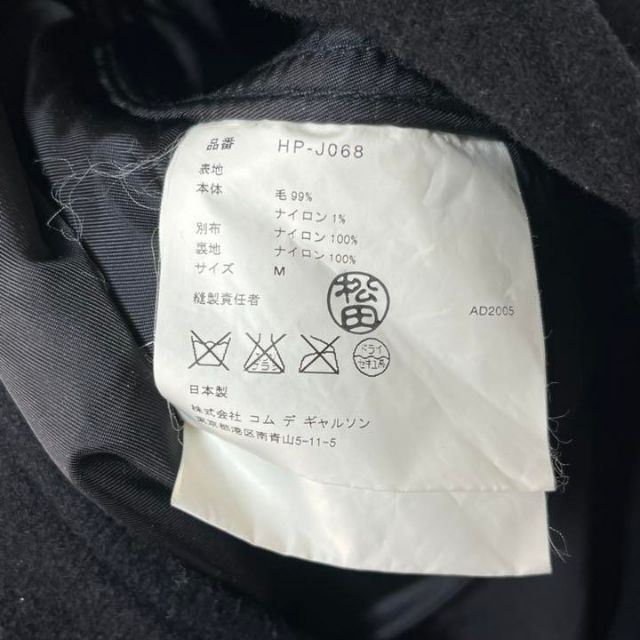 品番 HP-J068
表地
本体 毛 99%
ナイロン 1%
別布 ナイロン 100%
裏地 ナイロン 100%
サイズ M
縫製責任者 松田
AD2005
ドライ
日本製
株式会社 コム デ ギャルソン
東京都港区南青山5-11-5